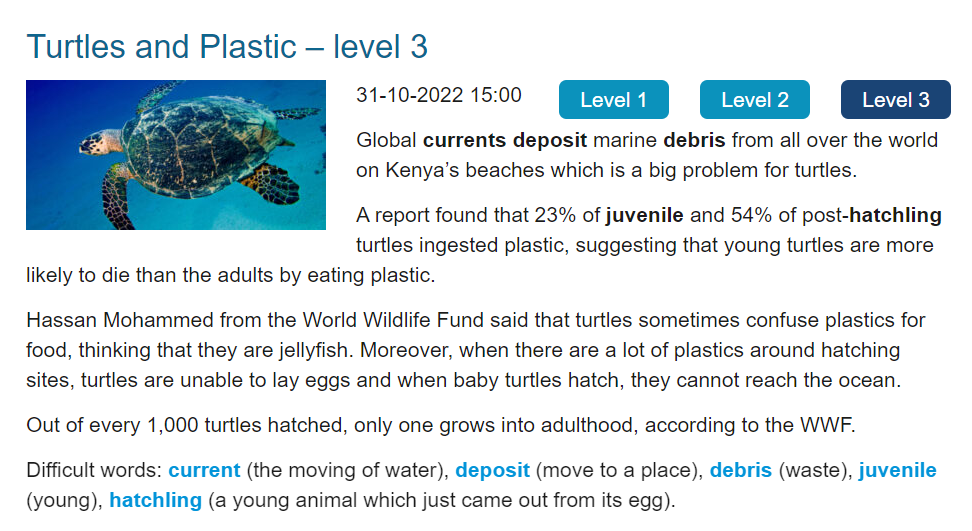 Turtles and Plastic – level 3
31-10-2022 15:00
Level 1
Level 2
Level 3
Global currents deposit marine debris from all over the world
on Kenya’s beaches which is a big problem for turtles.
A report found that 23% of juvenile and 54% of post-hatchling
turtles ingested plastic, suggesting that young turtles are more
likely to die than the adults by eating plastic.
Hassan Mohammed from the World Wildlife Fund said that turtles sometimes confuse plastics for
food, thinking that they are jellyfish. Moreover, when there are a lot of plastics around hatching
sites, turtles are unable to lay eggs and when baby turtles hatch, they cannot reach the ocean.
Out of every 1,000 turtles hatched, only one grows into adulthood, according to the WWF.
Difficult words: current (the moving of water), deposit (move to a place), debris (waste), juvenile
(young), hatchling (a young animal which just came out from its egg).